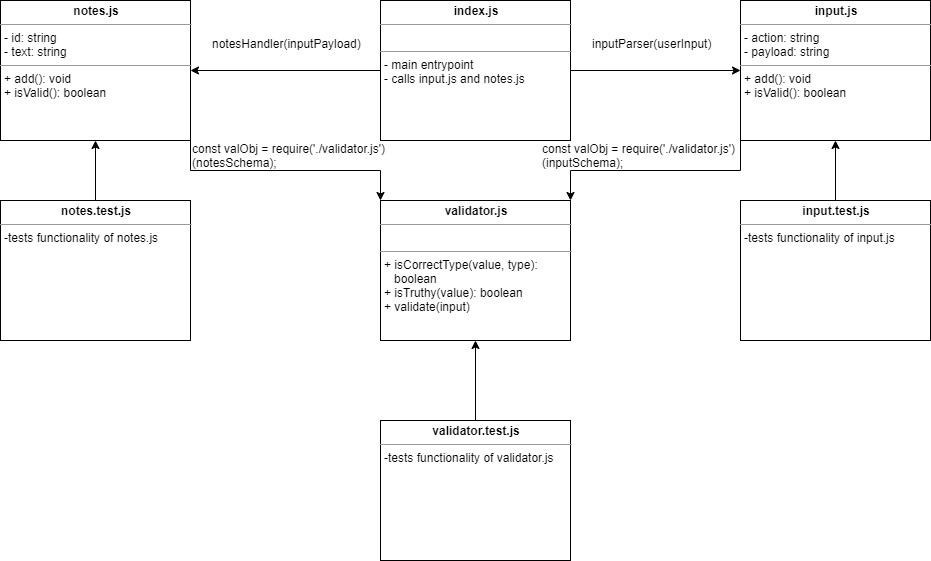 notes.js
- id: string
- text: string
+ add(): void
+ isValid(): boolean
notesHandler(inputPayload)
index.js
- main entrypoint
- calls input.js and notes.js
inputParser(userInput)
input.js
- action: string
- payload: string
+ add(): void
+ isValid(): boolean
const valObj = require('./validator.js')
(notesSchema);
const valObj = require('./validator.js')
(inputSchema);
notes.test.js
-tests functionality of notes.js
validator.js
+ isCorrectType(value, type):
boolean
+ isTruthy(value): boolean
+ validate(input)
input.test.js
-tests functionality of input.js
validator.test.js
-tests functionality of validator.js